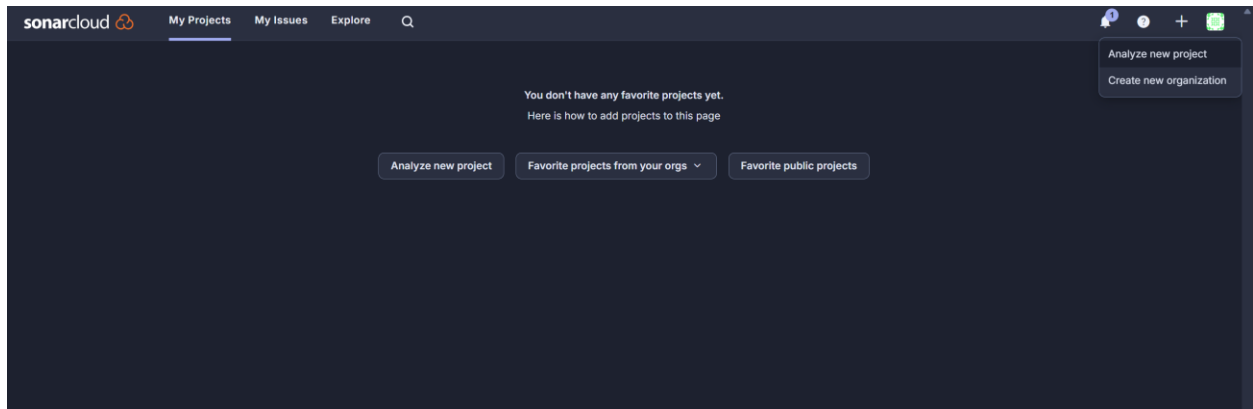 sonarcloud My Projects My Issues Explore 1 ? +
Analyze new project
Create new organization
You don't have any favorite projects yet.
Here is how to add projects to this page
Analyze new project Favorite projects from your orgs Favorite public projects